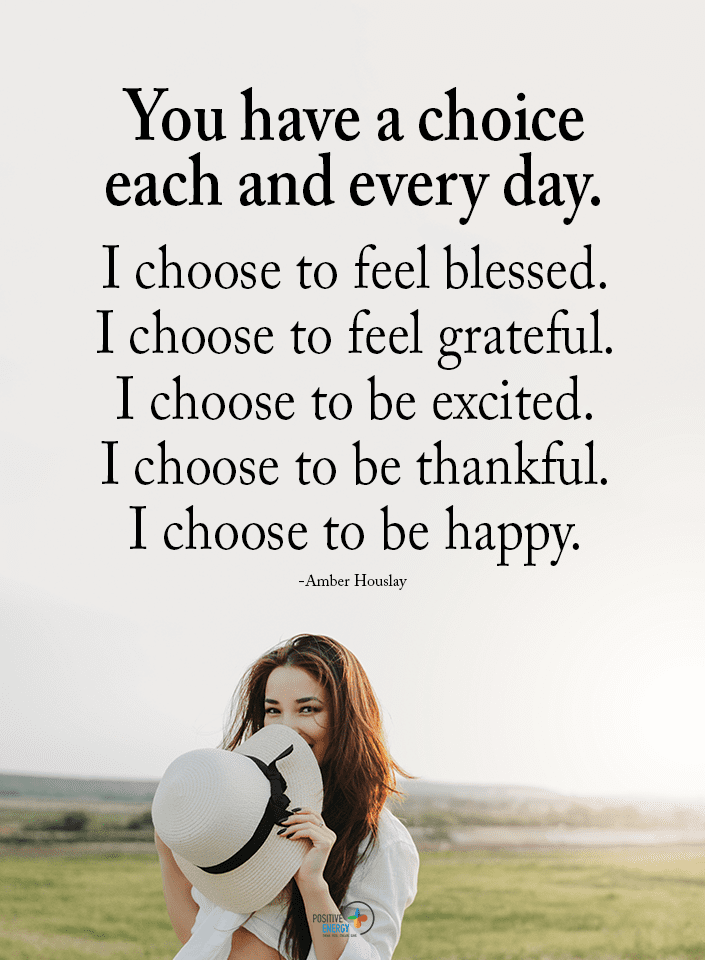 You have a choice
each and every day.
I choose to feel blessed.
I choose to feel grateful.
I choose to be excited.
I choose to be thankful.
I choose to be happy.
-Amber Houslay
POSITIVE
ENERGY